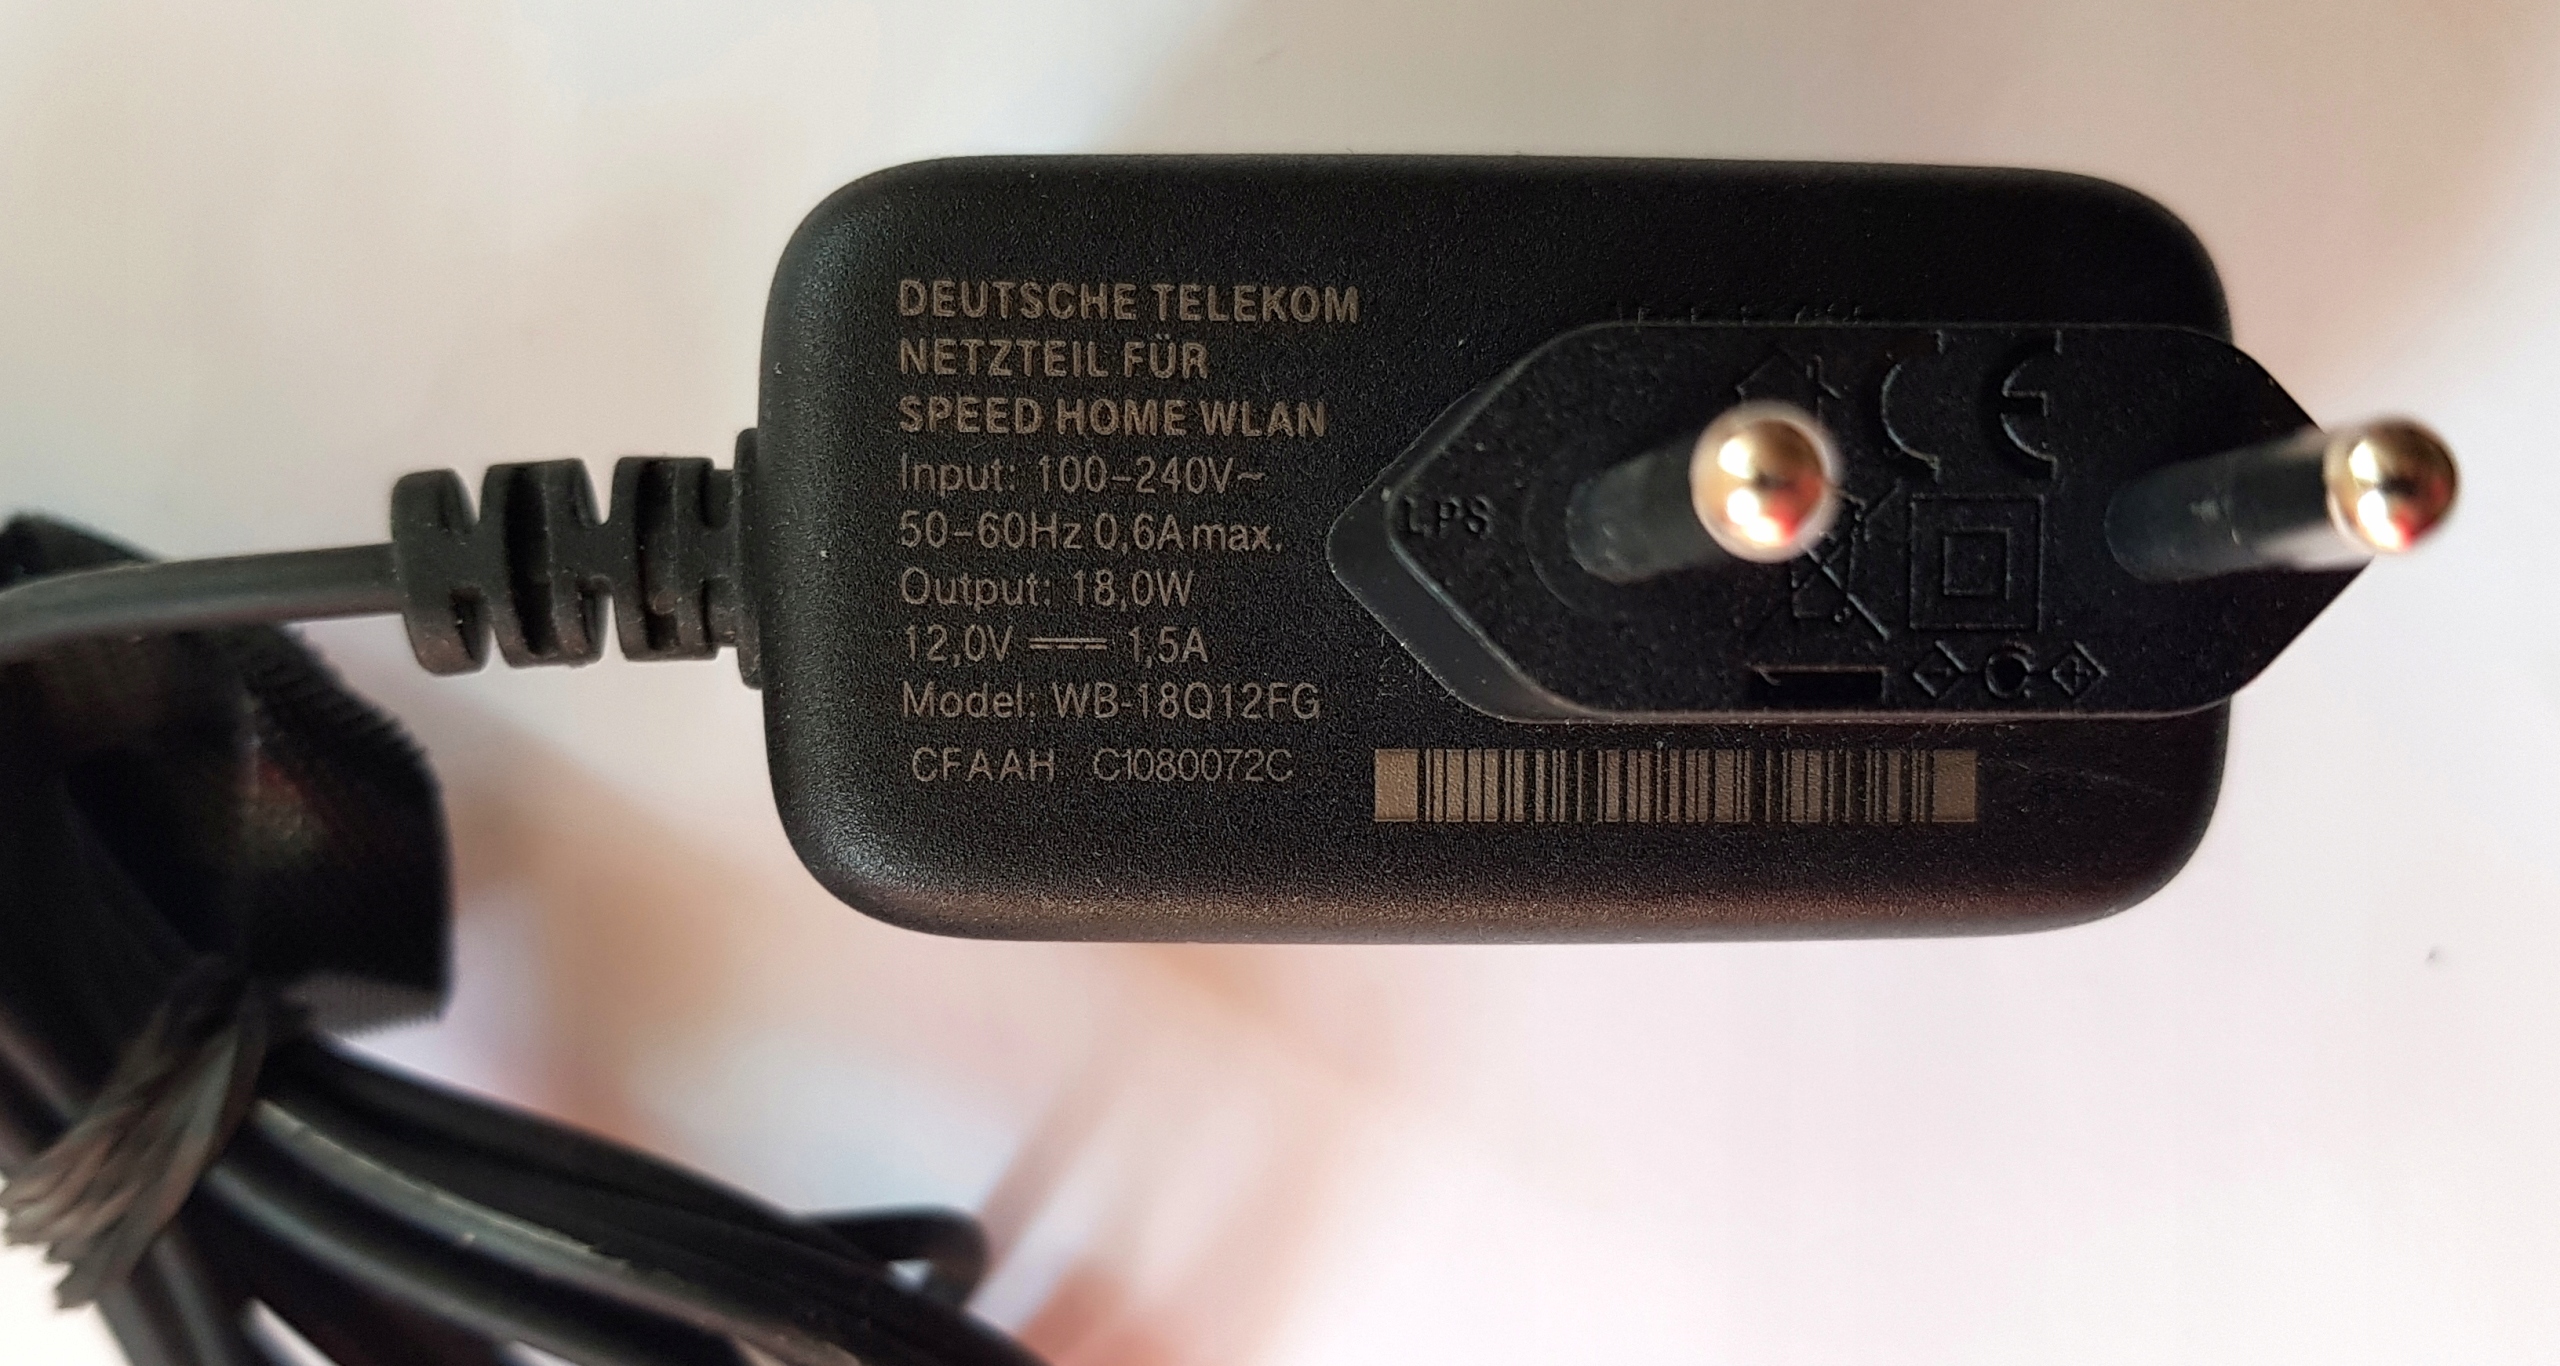 DEUTSCHE TELEKOM
NETZTEIL FÜR
SPEED HOME WLAN
Input: 100-240V~
50-60Hz 0,6A max.
Output: 18,0W
12,0V ⎓ 1,5A
Model: WB-18Q12FG
CFAAH C1080072C
LPS
CE